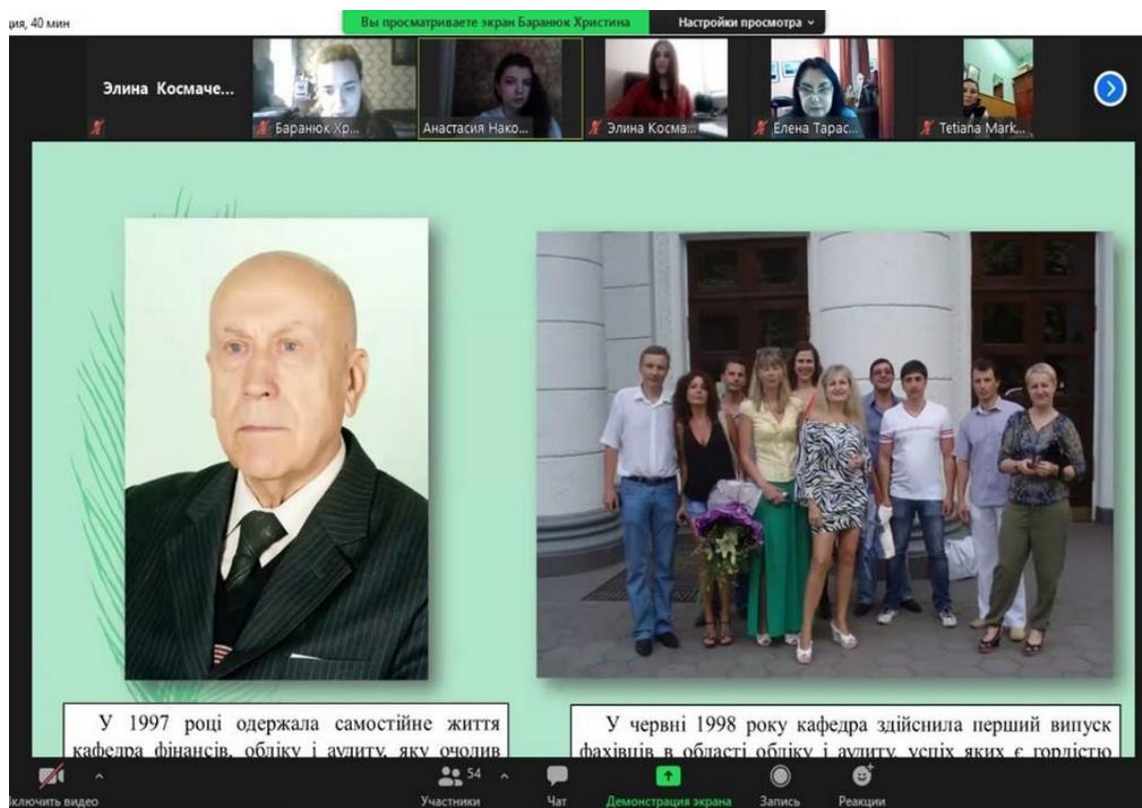 ция, 40 мин
Вы просматриваете экран Баранюк Христина
Настройки просмотра
Элина Космаче...
Баранюк Хр...
Анастасия Нако...
Элина Косма...
Елена Тарас...
Tetiana Mark...
У 1997 році одержала самостійне життя
кафедра фінансів, обліку і аудиту, яку очолив
У червні 1998 року кафедра здійснила перший випуск
фахівців в області обліку і аудиту, успіх яких є гордістю
ключить видео
54
Участники
Чат
Демонстрация экрана
Запись
Реакции